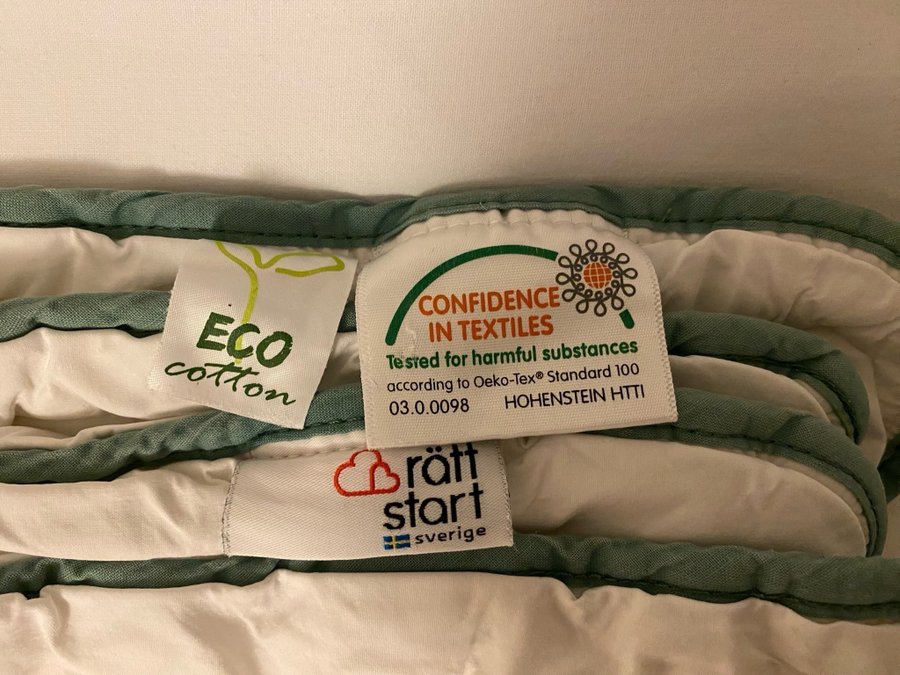 ECO
cotton
CONFIDENCE
IN TEXTILES
Tested for harmful substances
according to Oeko-Tex® Standard 100
03.0.0098 HOHENSTEIN HTTI
rätt
start
sverige